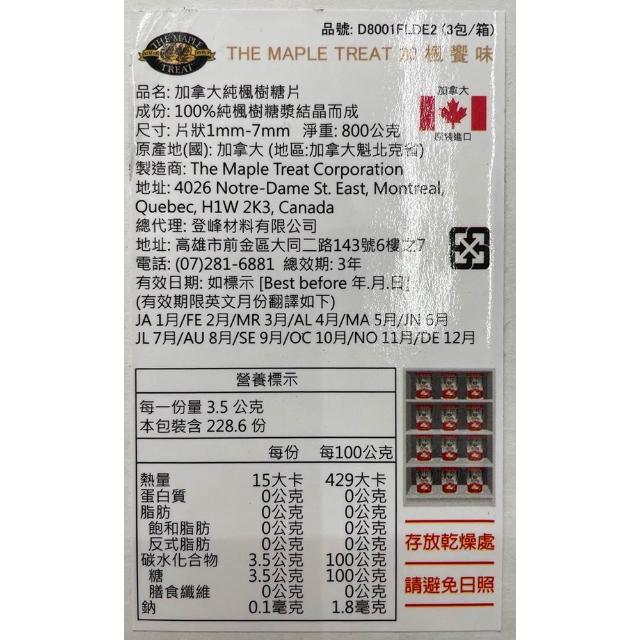 品號: D8001FLDE2 (3包/箱)
THE MAPLE TREAT
THE MAPLE TREAT 加楓饗味
品名: 加拿大純楓樹糖片
成份: 100%純楓樹糖漿結晶而成
尺寸: 片狀1mm-7mm 淨重: 800公克
原產地(國): 加拿大 (地區:加拿大魁北克省)
加拿大
原裝進口
製造商: The Maple Treat Corporation
地址: 4026 Notre-Dame St. East, Montreal,
Quebec, H1W 2K3, Canada
總代理: 登峰材料有限公司
地址: 高雄市前金區大同二路143號6樓之7
電話: (07)281-6881 總效期: 3年
有效日期: 如標示 [Best before 年.月.日]
(有效期限英文月份翻譯如下)
JA 1月/FE 2月/MR 3月/AL 4月/MA 5月/JN 6月
JL 7月/AU 8月/SE 9月/OC 10月/NO 11月/DE 12月
營養標示
每一份量 3.5 公克
本包裝含 228.6 份
每份 每100公克
熱量 15大卡 429大卡
蛋白質 0公克 0公克
脂肪 0公克 0公克
飽和脂肪 0公克 0公克
反式脂肪 0公克 0公克
碳水化合物 3.5公克 100公克
糖 3.5公克 100公克
膳食纖維 0公克 0公克
鈉 0.1毫克 1.8毫克
存放乾燥處
請避免日照